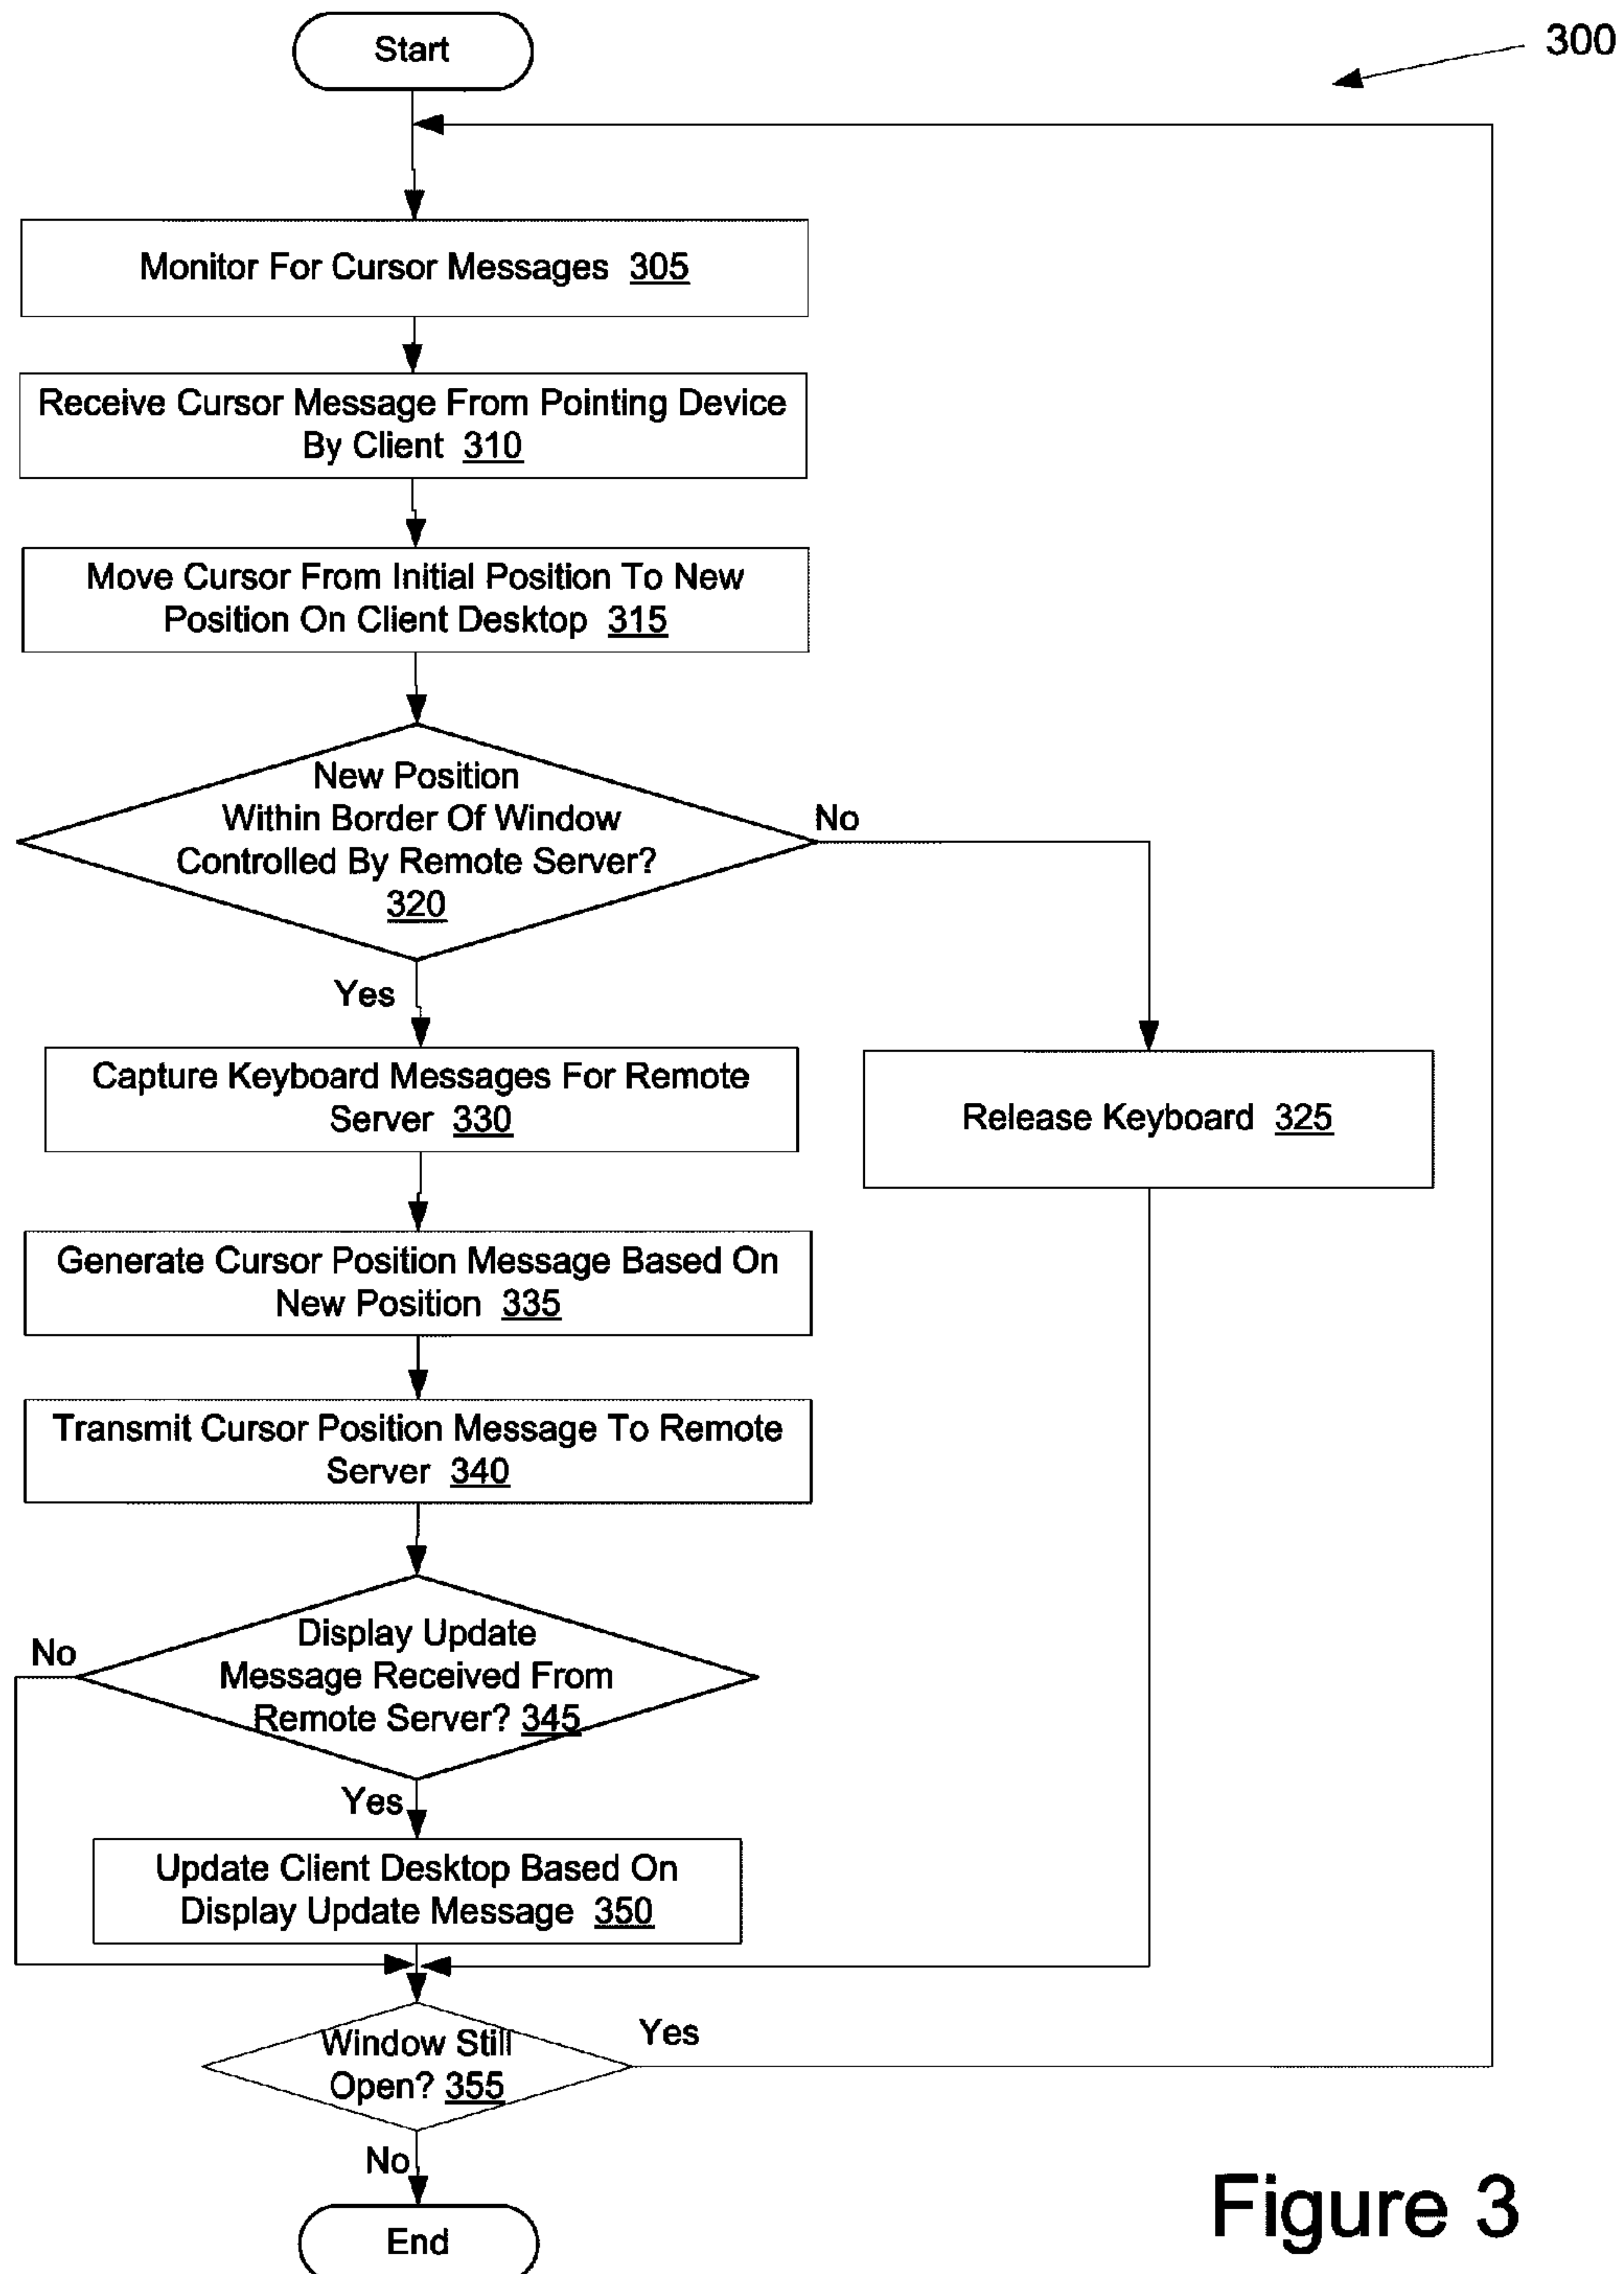 Start
300
Monitor For Cursor Messages 305
Receive Cursor Message From Pointing Device
By Client 310
Move Cursor From Initial Position To New
Position On Client Desktop 315
New Position
Within Border Of Window
Controlled By Remote Server?
320
No
Yes
Capture Keyboard Messages For Remote
Server 330
Release Keyboard 325
Generate Cursor Position Message Based On
New Position 335
Transmit Cursor Position Message To Remote
Server 340
Display Update
Message Received From
Remote Server? 345
No
Yes
Update Client Desktop Based On
Display Update Message 350
Window Still
Open? 355
Yes
No
End
Figure 3